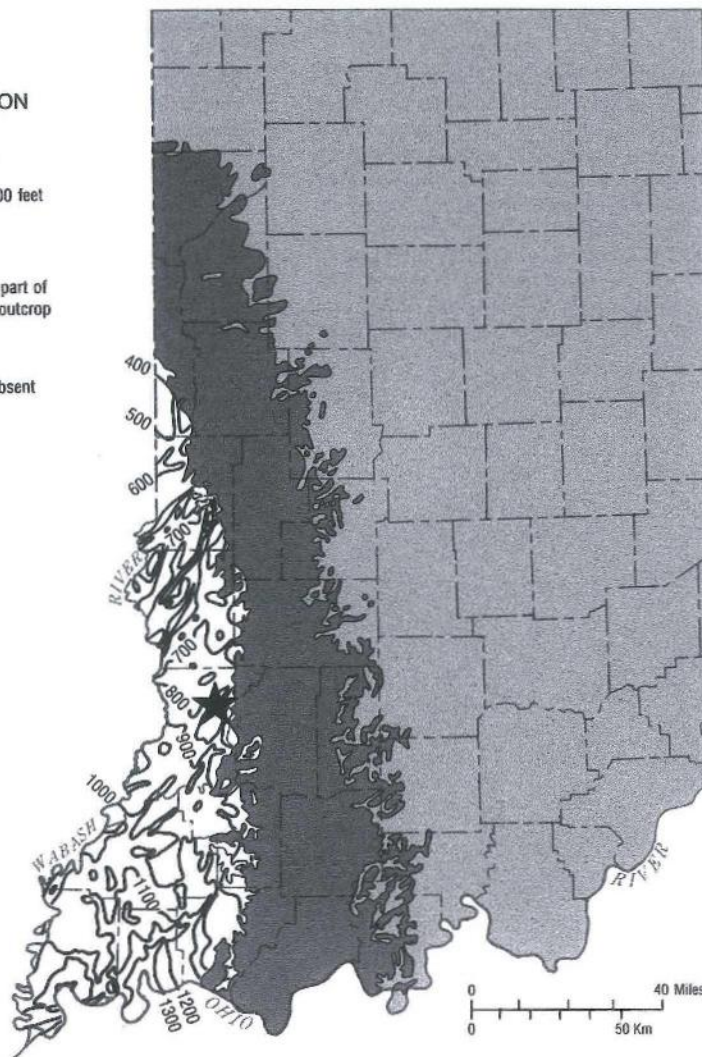 ON
00 feet
part of
outcrop
bsent
400
500
600
700
RIVER
700
800
900
1000
WABASH
1100
1200
1300
OHIO
RIVER
0 40 Miles
0 50 Km